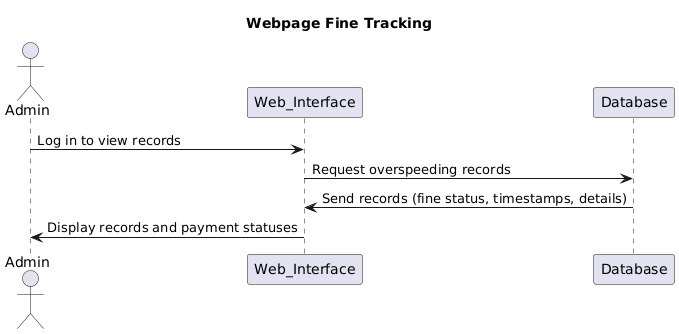 Webpage Fine Tracking
Admin
Web_Interface
Database
Log in to view records
Request overspeeding records
Send records (fine status, timestamps, details)
Display records and payment statuses
Admin
Web_Interface
Database